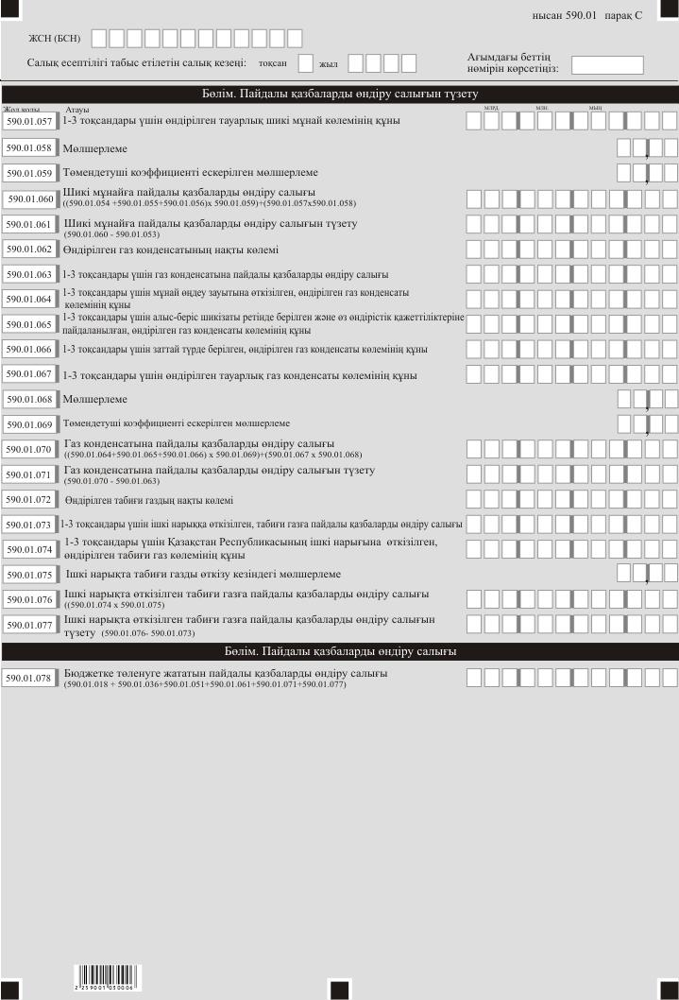 нысан 590.01 парақ С
ЖСН (БСН)
Салық есептілігі табыс етілетін салық кезеңі: тоқсан жыл
Ағымдағы беттің
нөмірін көрсетіңіз:
Бөлім. Пайдалы қазбаларды өндіру салығын түзету
Жол коды Атауы млрд. млн. мың
590.01.057 1-3 тоқсандары үшін өндірілген тауарлық шикі мұнай көлемінің құны
590.01.058 Мөлшерлеме
590.01.059 Төмендетуші коэффициенті ескерілген мөлшерлеме
590.01.060 Шикі мұнайға пайдалы қазбаларды өндіру салығы
((590.01.054 +590.01.055+590.01.056)х 590.01.059)+(590.01.057х590.01.058)
590.01.061 Шикі мұнайға пайдалы қазбаларды өндіру салығын түзету
(590.01.060 - 590.01.053)
590.01.062 Өндірілген газ конденсатының нақты көлемі
590.01.063 1-3 тоқсандары үшін газ конденсатына пайдалы қазбаларды өндіру салығы
590.01.064 1-3 тоқсандары үшін мұнай өңдеу зауытына өткізілген, өндірілген газ конденсаты
көлемінің құны
590.01.065 1-3 тоқсандары үшін алыс-беріс шикізаты ретінде берілген және өз өндірістік қажеттіліктеріне
пайдаланылған, өндірілген газ конденсаты көлемінің құны
590.01.066 1-3 тоқсандары үшін заттай түрде берілген, өндірілген газ конденсаты көлемінің құны
590.01.067 1-3 тоқсандары үшін өндірілген тауарлық газ конденсаты көлемінің құны
590.01.068 Мөлшерлеме
590.01.069 Төмендетуші коэффициенті ескерілген мөлшерлеме
590.01.070 Газ конденсатына пайдалы қазбаларды өндіру салығы
((590.01.064+590.01.065+590.01.066) х 590.01.069)+(590.01.067 х 590.01.068)
590.01.071 Газ конденсатына пайдалы қазбаларды өндіру салығын түзету
(590.01.070 - 590.01.063)
590.01.072 Өндірілген табиғи газдың нақты көлемі
590.01.073 1-3 тоқсандары үшін ішкі нарыққа өткізілген, табиғи газға пайдалы қазбаларды өндіру салығы
590.01.074 1-3 тоқсандары үшін Қазақстан Республикасының ішкі нарығына өткізілген,
өндірілген табиғи газ көлемінің құны
590.01.075 Ішкі нарықта табиғи газды өткізу кезіндегі мөлшерлеме
590.01.076 Ішкі нарықта өткізілген табиғи газға пайдалы қазбаларды өндіру салығы
((590.01.074 х 590.01.075)
590.01.077 Ішкі нарықта өткізілген табиғи газға пайдалы қазбаларды өндіру салығын
түзету (590.01.076- 590.01.073)
Бөлім. Пайдалы қазбаларды өндіру салығы
590.01.078 Бюджетке төленуге жататын пайдалы қазбаларды өндіру салығы
(590.01.018 + 590.01.036+590.01.051+590.01.061+590.01.071+590.01.077)
2259001030006